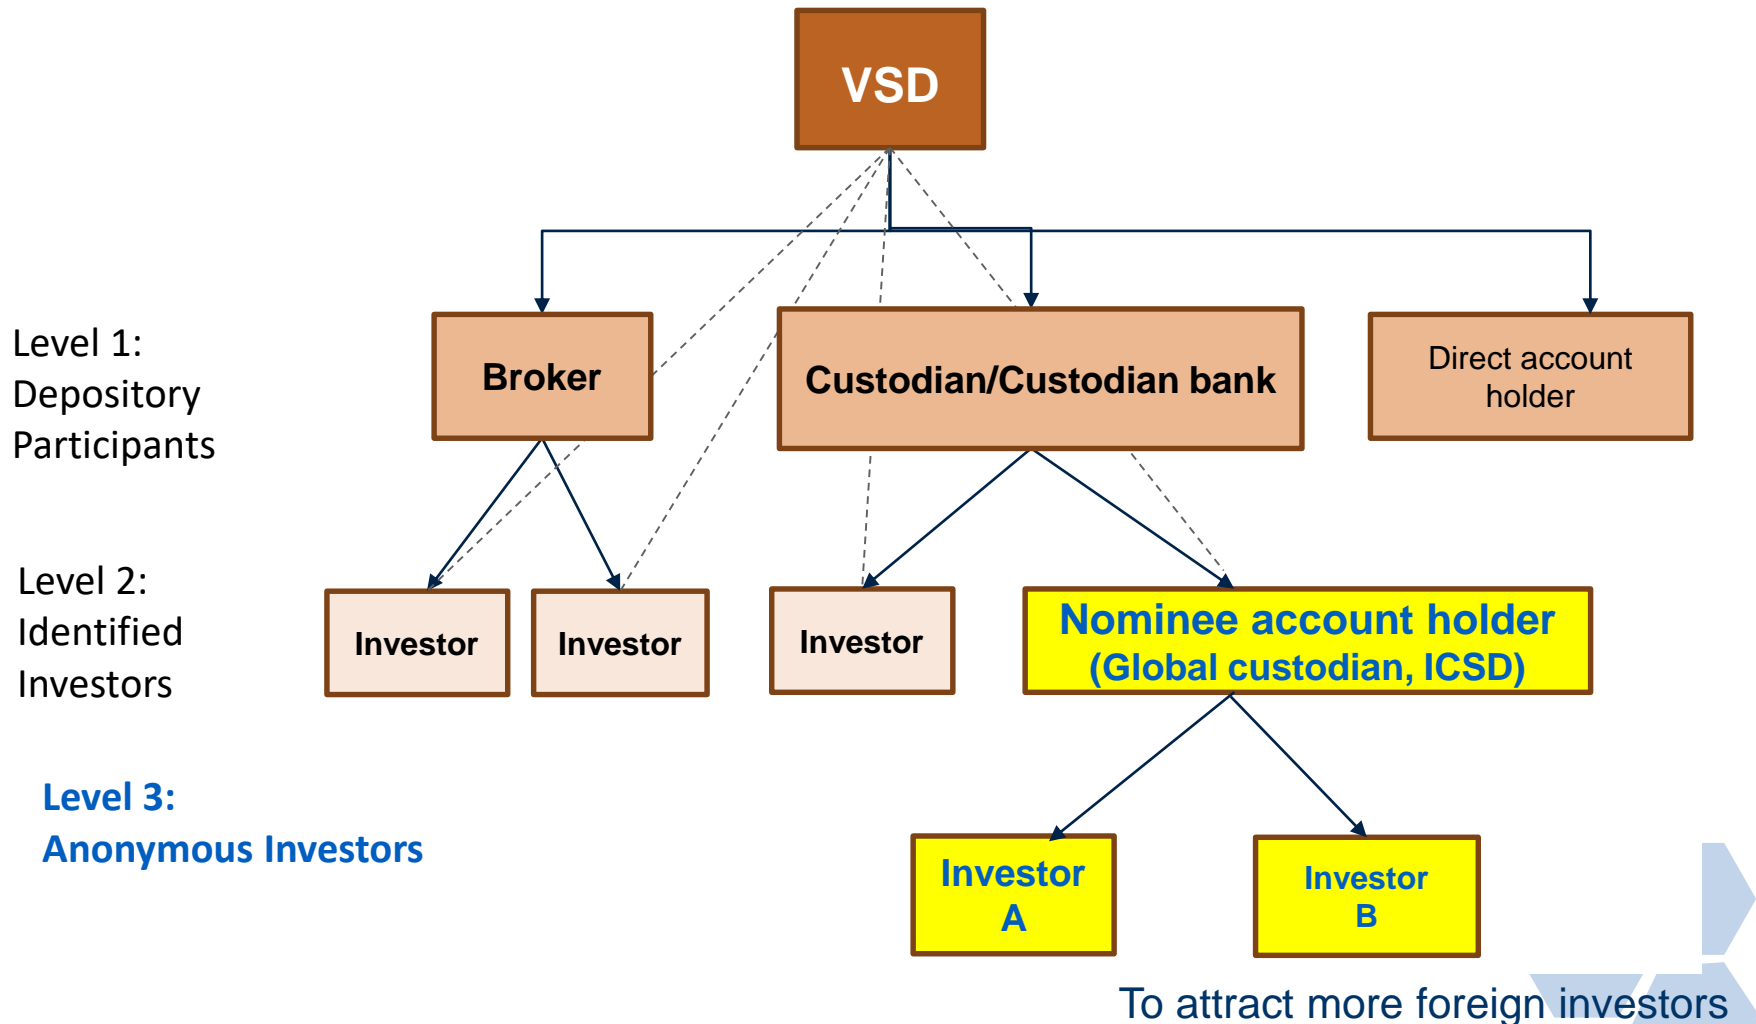 VSD
Level 1:
Depository
Participants
Broker
Custodian/Custodian bank
Direct account
holder
Level 2:
Identified
Investors
Investor
Investor
Investor
Nominee account holder
(Global custodian, ICSD)
Level 3:
Anonymous Investors
Investor
A
Investor
B
To attract more foreign investors